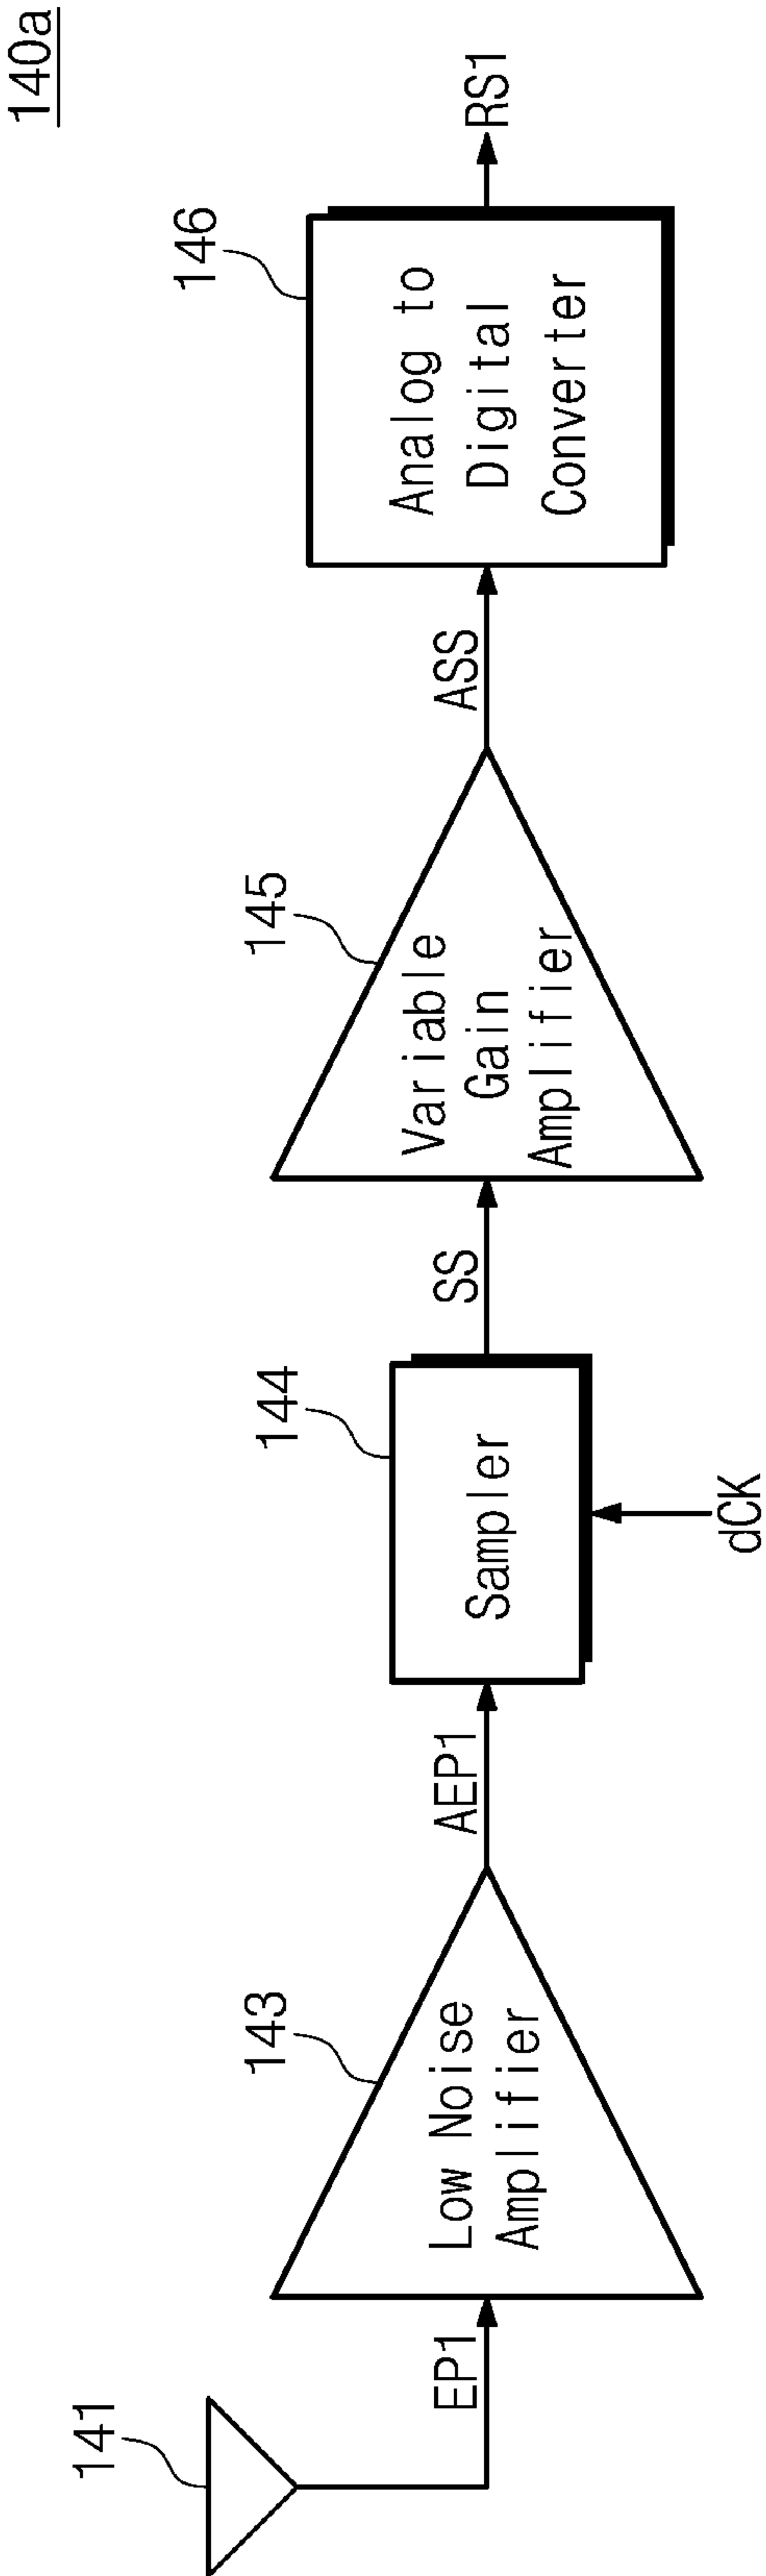 140a
141
EP1
143
Low Noise
Amplifier
AEP1
144
Sampler
dCK
SS
145
Variable
Gain
Amplifier
ASS
146
Analog to
Digital
Converter
RS1